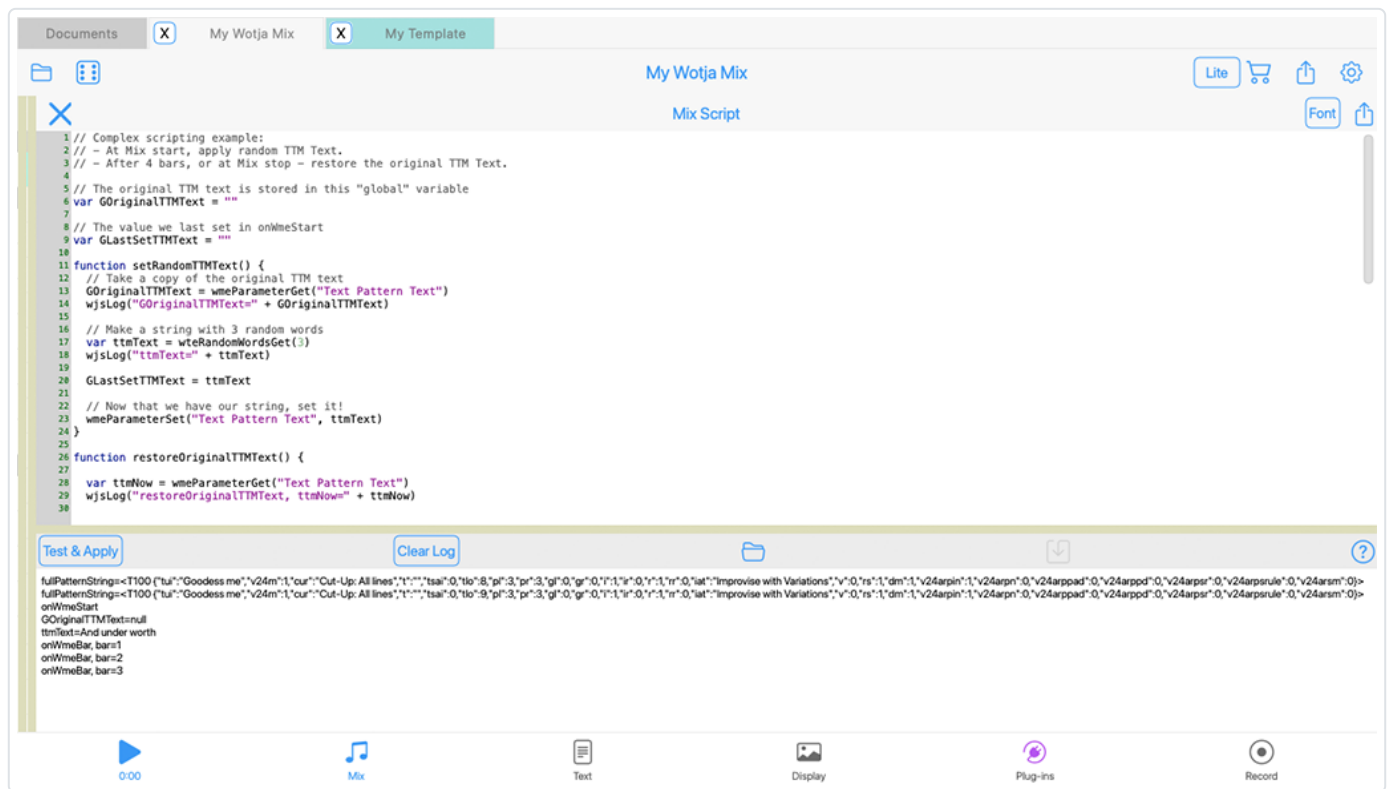 Documents
X
My Wotja Mix
X
My Template
My Wotja Mix
Lite
Mix Script
Font
1 // Complex scripting example:
2 // - At Mix start, apply random TTM Text.
3 // - After 4 bars, or at Mix stop - restore the original TTM Text.
4
5 // The original TTM text is stored in this "global" variable
6 var GOriginalTTMText = ""
7
8 // The value we last set in onWmeStart
9 var GLastSetTTMText = ""
10
11 function setRandomTTMText() {
12 // Take a copy of the original TTM text
13 GOriginalTTMText = wmeParameterGet("Text Pattern Text")
14 wjsLog("GOriginalTTMText=" + GOriginalTTMText)
15
16 // Make a string with 3 random words
17 var ttmText = wteRandomWordsGet(3)
18 wjsLog("ttmText=" + ttmText)
19
20 GLastSetTTMText = ttmText
21
22 // Now that we have our string, set it!
23 wmeParameterSet("Text Pattern Text", ttmText)
24 }
25
26 function restoreOriginalTTMText() {
27
28 var ttmNow = wmeParameterGet("Text Pattern Text")
29 wjsLog("restoreOriginalTTMText, ttmNow=" + ttmNow)
30
Test & Apply
Clear Log
?
fullPatternString=<T100 {"tui":"Goodess me","v24m":1,"cur":"Cut-Up: All lines","t":"","tsai":0,"tlo":8,"pl":3,"pr":3,"gl":0,"gr":0,"i":1,"ir":0,"r":1,"rr":0,"iat":"Improvise with Variations","v":0,"rs":1,"dm":1,"v24arpin":1,"v24arpn":0,"v24arppad":0,"v24arppd":0,"v24arpsr":0,"v24arpsrule":0,"v24arsm":0}>
fullPatternString=<T100 {"tui":"Goodess me","v24m":1,"cur":"Cut-Up: All lines","t":"","tsai":0,"tlo":9,"pl":3,"pr":3,"gl":0,"gr":0,"i":1,"ir":0,"r":1,"rr":0,"iat":"Improvise with Variations","v":0,"rs":1,"dm":1,"v24arpin":1,"v24arpn":0,"v24arppad":0,"v24arppd":0,"v24arpsr":0,"v24arpsrule":0,"v24arsm":0}>
onWmeStart
GOriginalTTMText=null
ttmText=And under worth
onWmeBar, bar=1
onWmeBar, bar=2
onWmeBar, bar=3
0:00
Mix
Text
Display
Plug-ins
Record